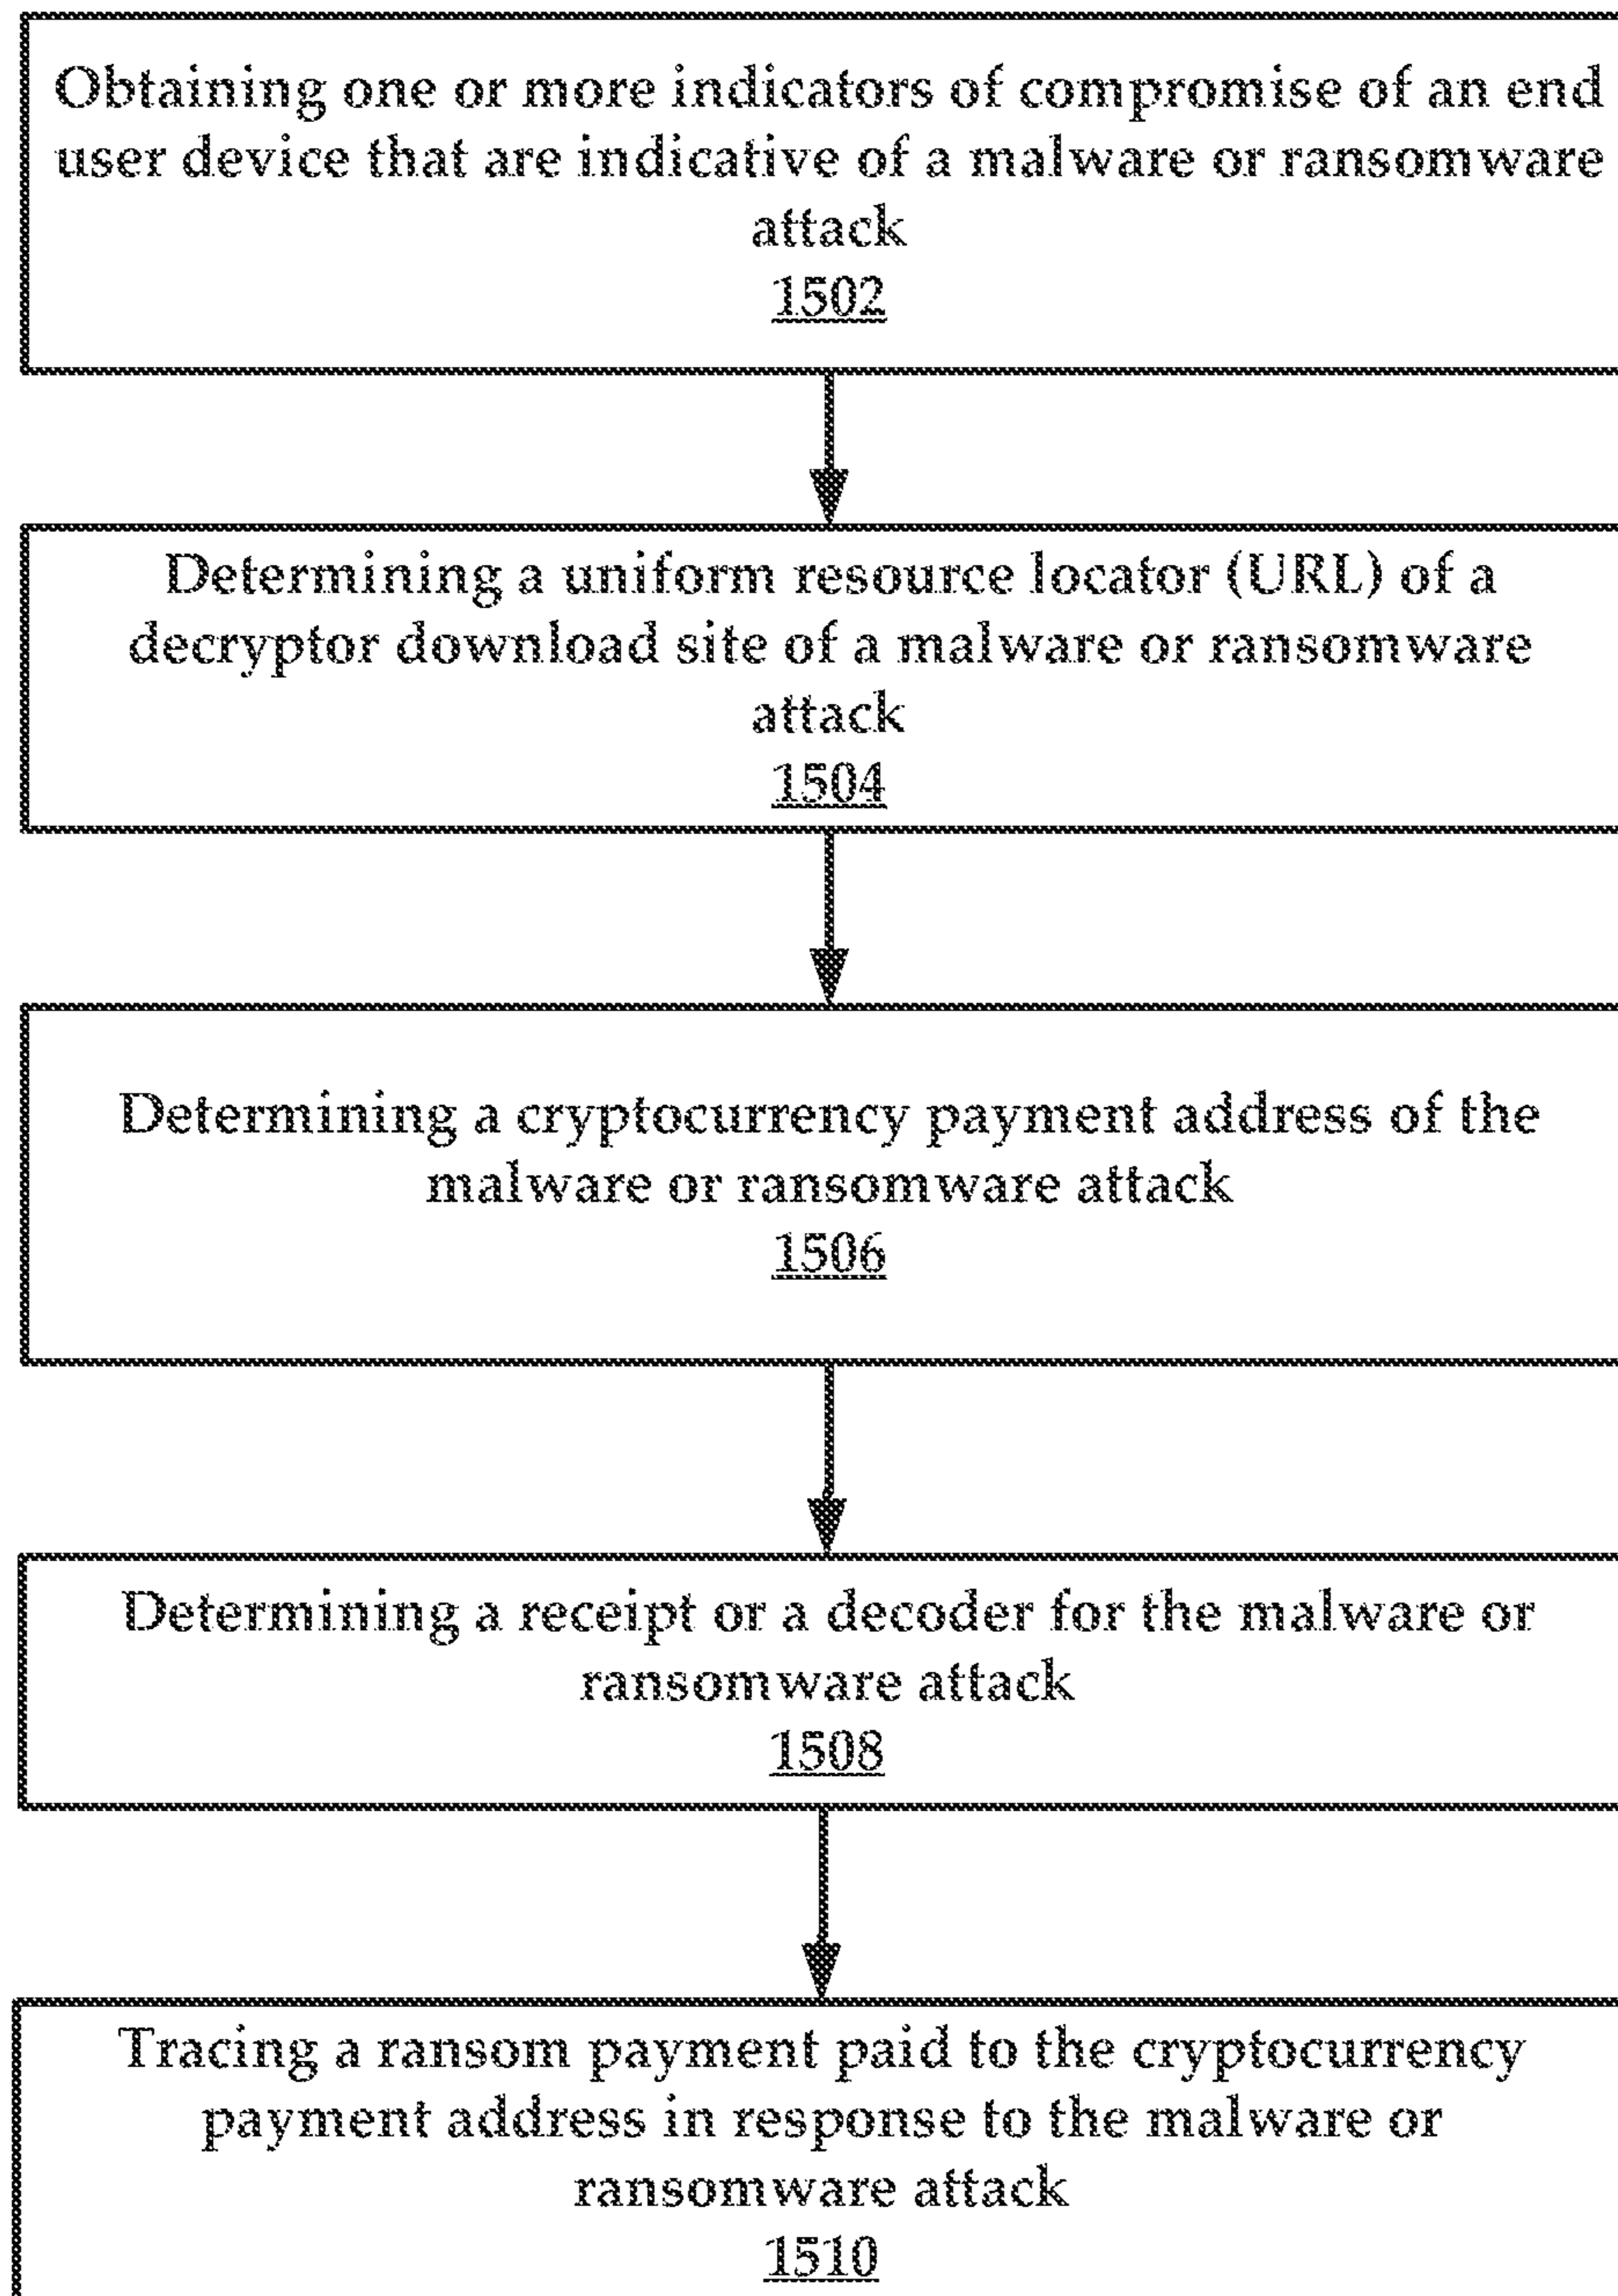 Obtaining one or more indicators of compromise of an end
user device that are indicative of a malware or ransomware
attack
1502
Determining a uniform resource locator (URL) of a
decryptor download site of a malware or ransomware
attack
1504
Determining a cryptocurrency payment address of the
malware or ransomware attack
1506
Determining a receipt or a decoder for the malware or
ransomware attack
1508
Tracing a ransom payment paid to the cryptocurrency
payment address in response to the malware or
ransomware attack
1510